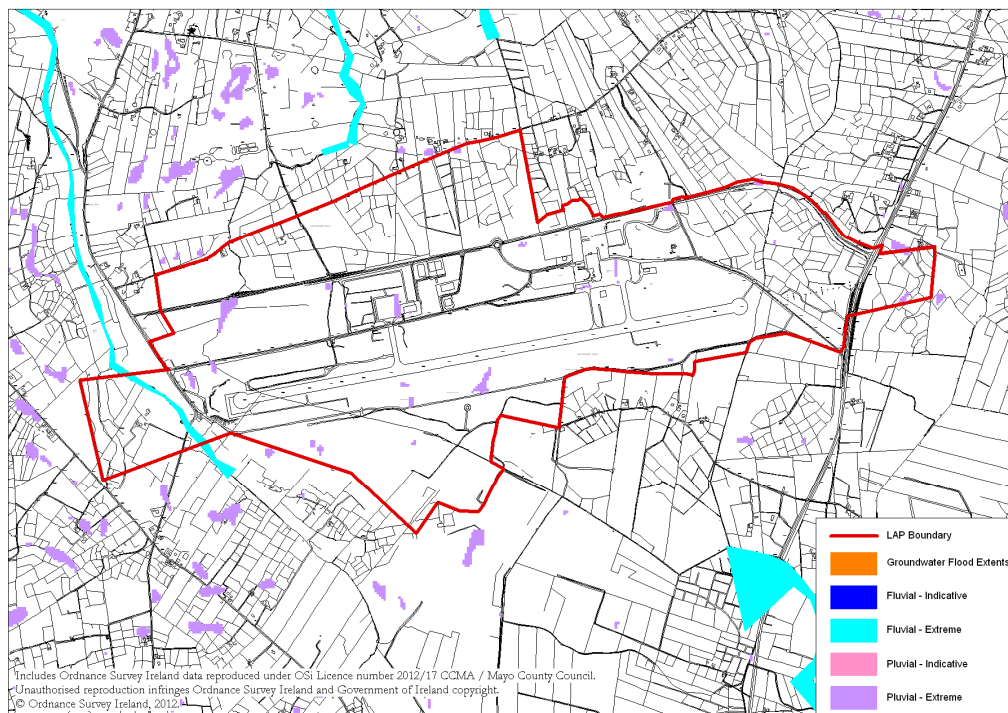 LAP Boundary
Groundwater Flood Extents
Fluvial - Indicative
Fluvial - Extreme
Pluvial - Indicative
Pluvial - Extreme
Includes Ordnance Survey Ireland data reproduced under OSi Licence number 2012/17 CCMA / Mayo County Council.
Unauthorised reproduction infringes Ordnance Survey Ireland and Government of Ireland copyright.
© Ordnance Survey Ireland, 2012.